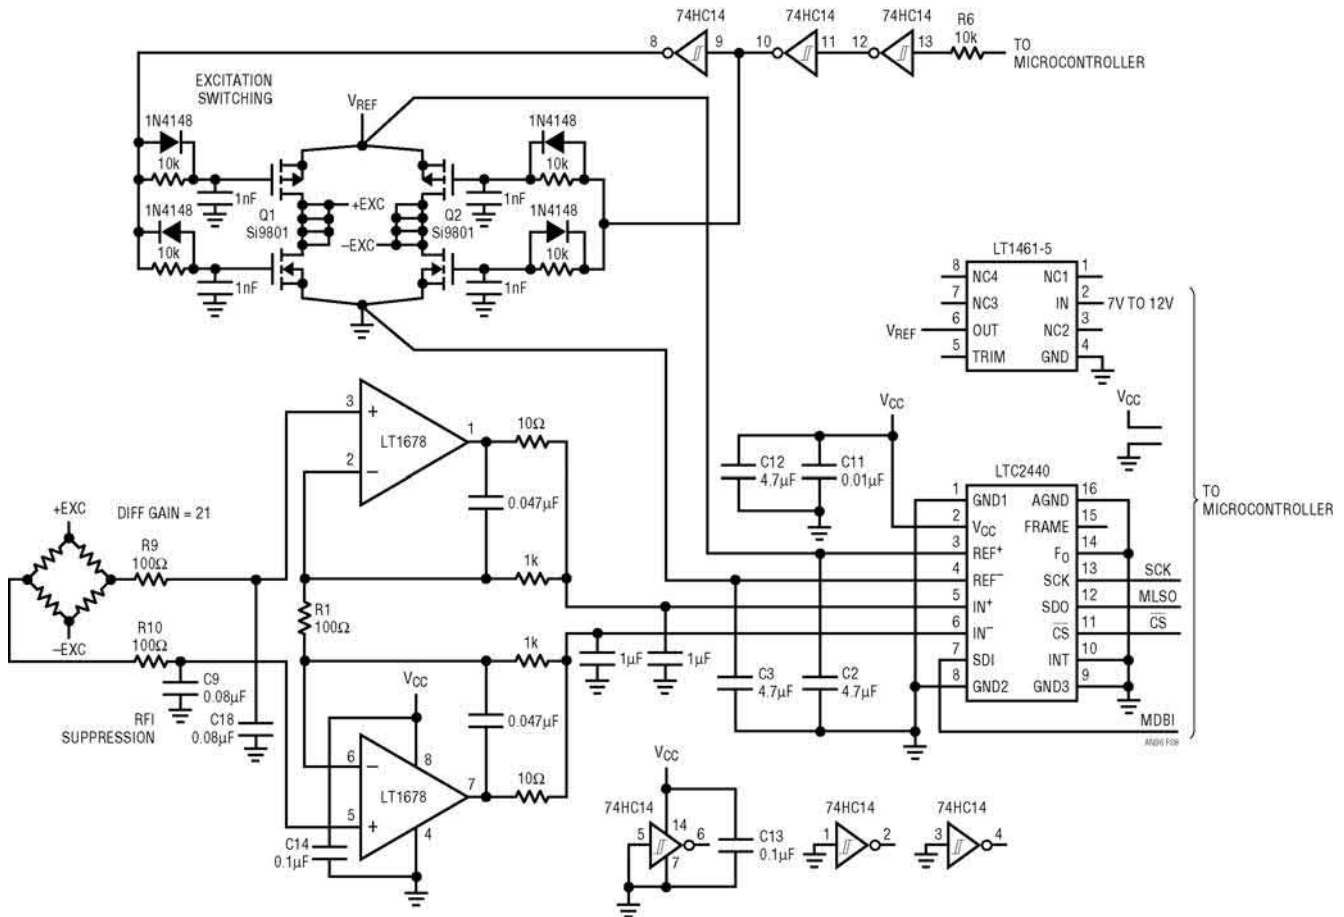 74HC14
74HC14
74HC14
R6
10k
8
9
10
11
12
13
TO
MICROCONTROLLER
EXCITATION
SWITCHING
VREF
1N4148
10k
1nF
1N4148
10k
1nF
Q1
Si9801
+EXC
–EXC
Q2
Si9801
1N4148
10k
1nF
1N4148
10k
1nF
LT1461-5
8
NC4
NC1
1
7
NC3
IN
2
7V TO 12V
VREF
6
OUT
NC2
3
5
TRIM
GND
4
VCC
VCC
C12
4.7µF
C11
0.01µF
TO
MICROCONTROLLER
LTC2440
1
GND1
AGND
16
2
VCC
FRAME
15
3
REF+
F0
14
4
REF–
SCK
13
SCK
5
IN+
SDO
12
MLSO
6
IN–
CS
11
CS
7
SDI
INT
10
8
GND2
GND3
9
MDBI
AN96 F09
3
+
2
–
LT1678
1
10Ω
0.047µF
1k
+EXC
DIFF GAIN = 21
R9
100Ω
R1
100Ω
–EXC
R10
100Ω
C9
0.08µF
C18
0.08µF
RFI
SUPPRESSION
1k
1µF
1µF
C3
4.7µF
C2
4.7µF
VCC
0.047µF
6
–
8
LT1678
7
10Ω
5
+
4
C14
0.1µF
VCC
74HC14
5
14
6
7
C13
0.1µF
74HC14
1
2
74HC14
3
4